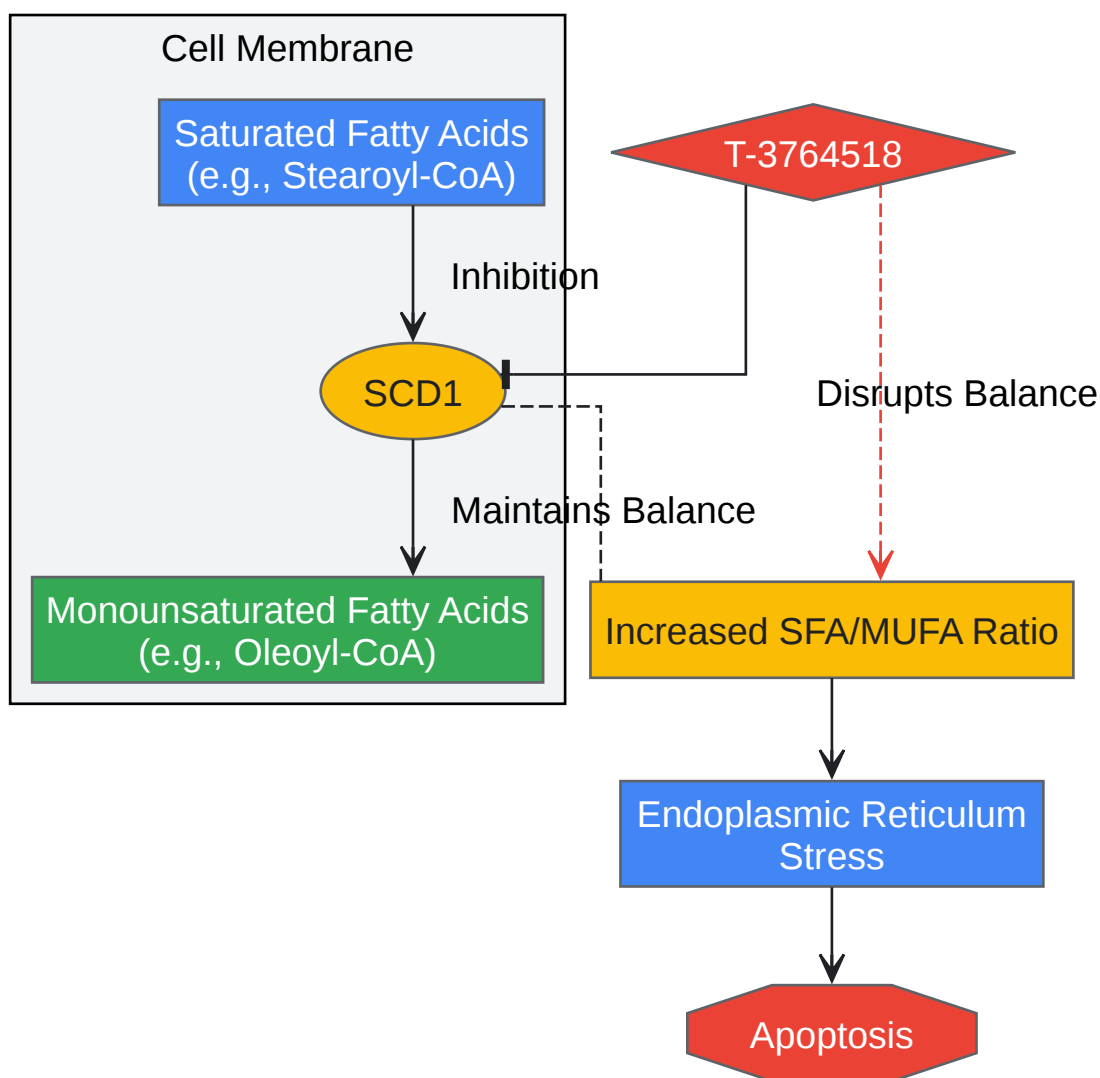 Cell Membrane
Saturated Fatty Acids
(e.g., Stearoyl-CoA)
T-3764518
Inhibition
SCD1
Disrupts Balance
Maintains Balance
Monounsaturated Fatty Acids
(e.g., Oleoyl-CoA)
Increased SFA/MUFA Ratio
Endoplasmic Reticulum
Stress
Apoptosis